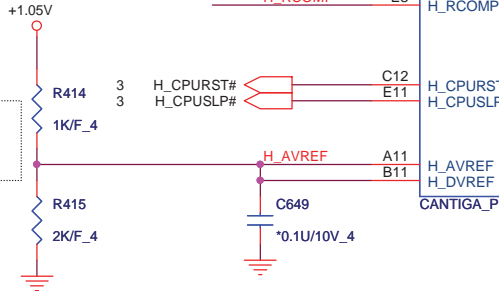 +1.05V
H_RCOMP
R414
1K/F_4
3 H_CPURST# C12 H_CPURST
3 H_CPUSLP# E11 H_CPUSLP
H_AVREF A11 H_AVREF
B11 H_DVREF
R415
2K/F_4
C649
*0.1U/10V_4
CANTIGA_P